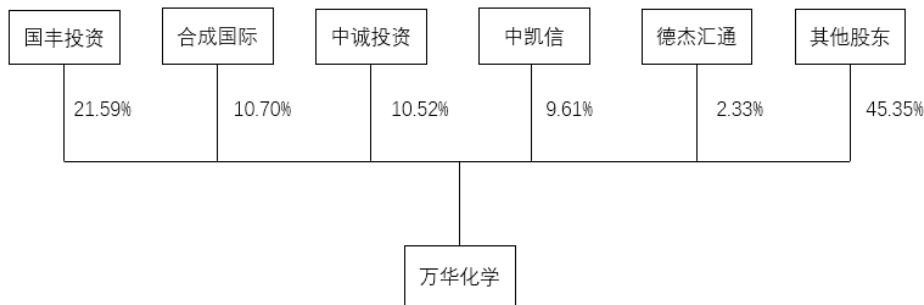 国丰投资
合成国际
中诚投资
中凯信
德杰汇通
其他股东
21.59%
10.70%
10.52%
9.61%
2.33%
45.35%
万华化学